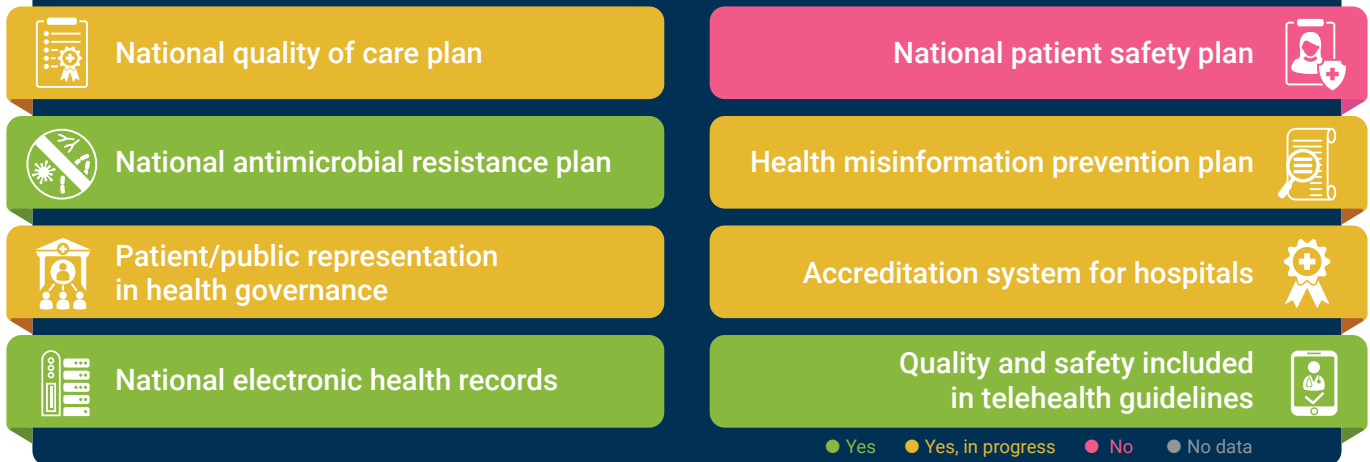 National quality of care plan
National patient safety plan
National antimicrobial resistance plan
Health misinformation prevention plan
Patient/public representation
in health governance
Accreditation system for hospitals
National electronic health records
Quality and safety included
in telehealth guidelines
Yes Yes, in progress No No data